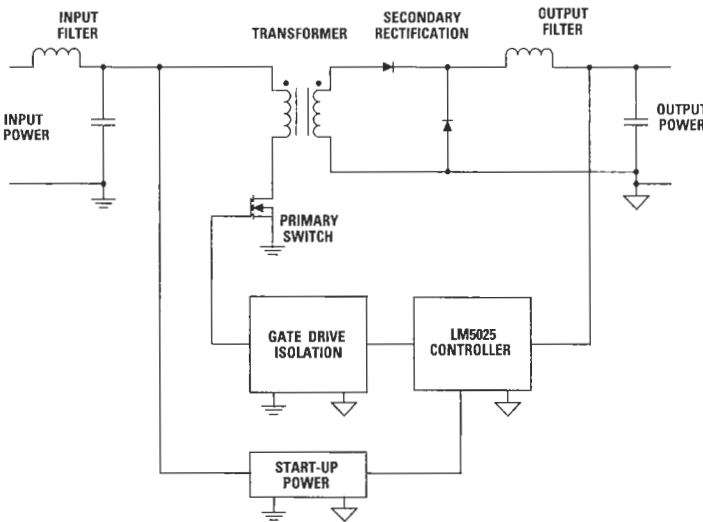 INPUT
FILTER
TRANSFORMER
SECONDARY
RECTIFICATION
OUTPUT
FILTER
INPUT
POWER
OUTPUT
POWER
PRIMARY
SWITCH
GATE DRIVE
ISOLATION
LM5025
CONTROLLER
START-UP
POWER